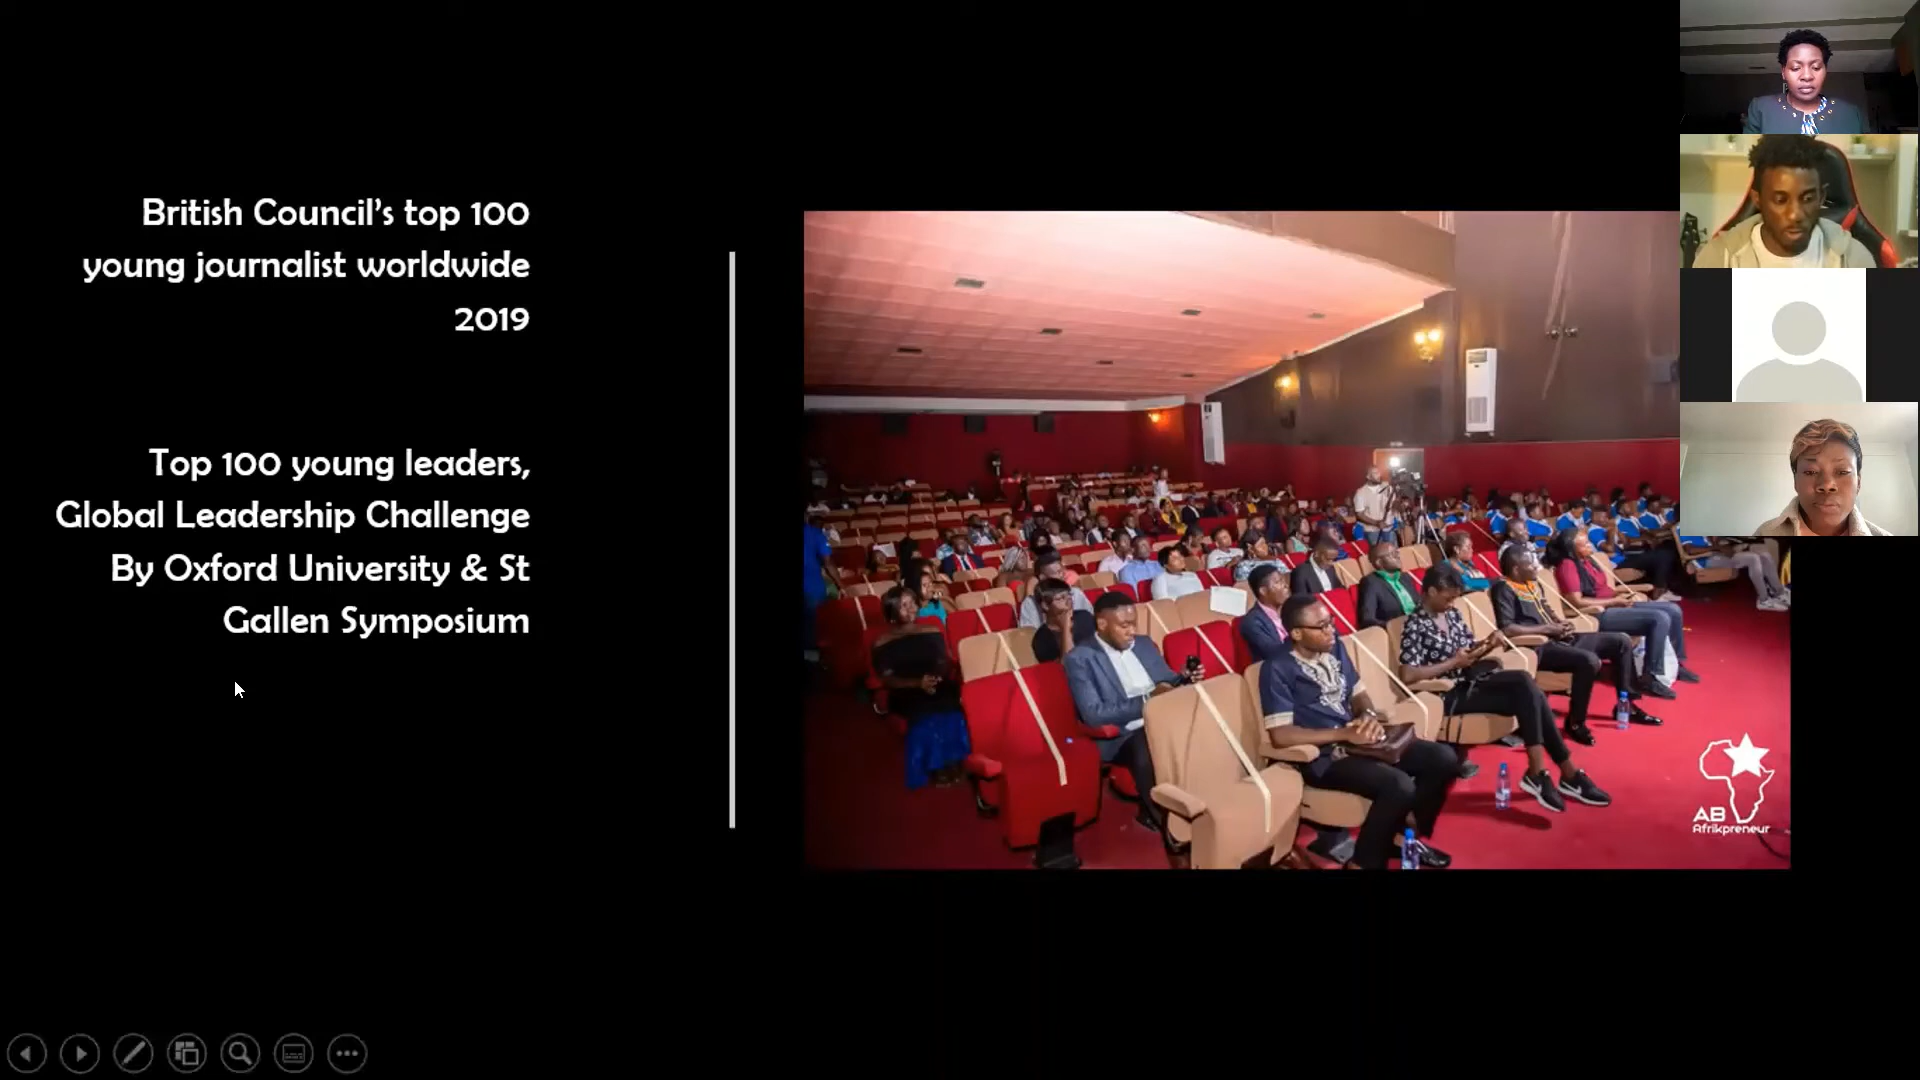 British Council’s top 100
young journalist worldwide
2019
Top 100 young leaders,
Global Leadership Challenge
By Oxford University & St
Gallen Symposium
AB
Afrikpreneur